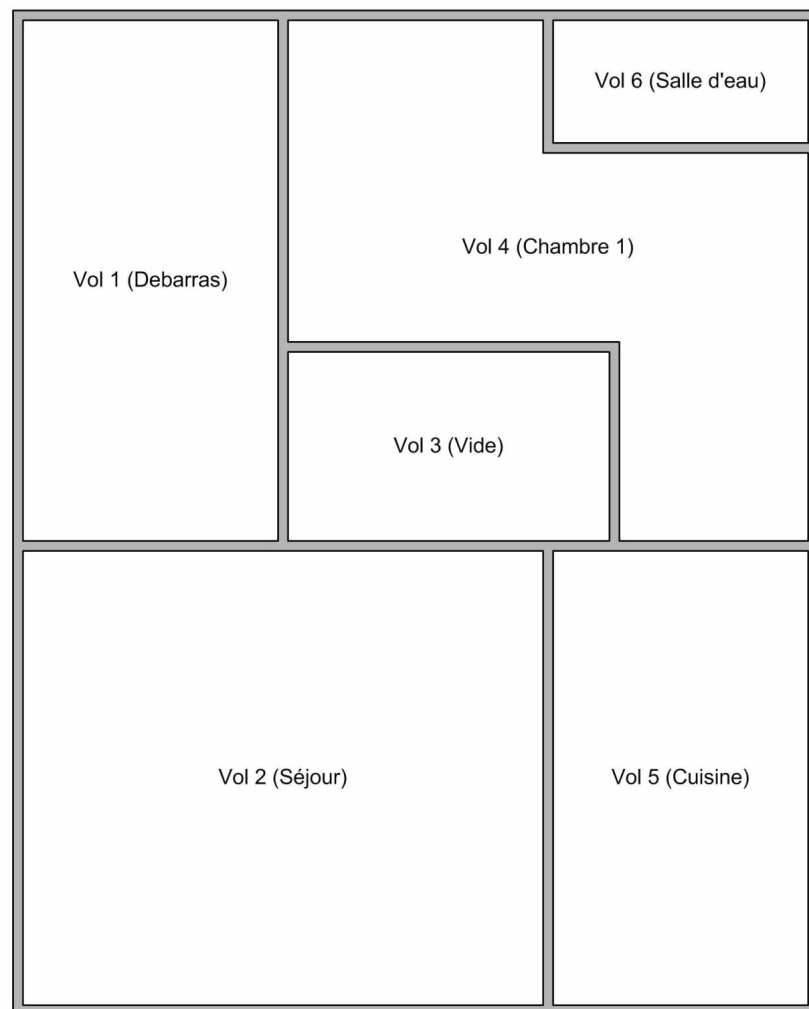 Vol 6 (Salle d'eau)
Vol 4 (Chambre 1)
Vol 1 (Debarras)
Vol 3 (Vide)
Vol 2 (Séjour)
Vol 5 (Cuisine)